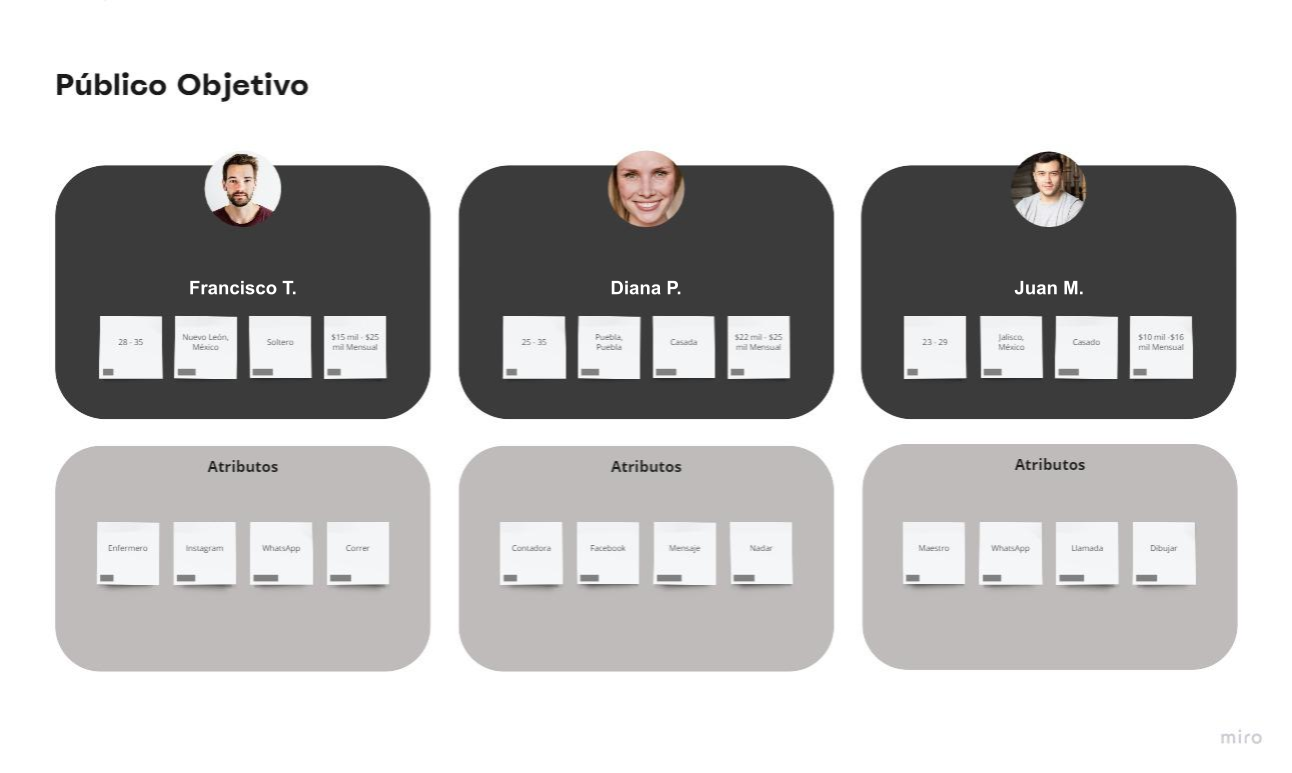 Público Objetivo
Francisco T.
28 - 35
Nuevo León,
México
Soltero
$15 mil - $25
mil Mensual
Diana P.
25 - 35
Puebla,
Puebla
Casada
$22 mil - $25
mil Mensual
Juan M.
23 - 29
Jalisco,
México
Casado
$10 mil -$16
mil Mensual
Atributos
Enfermero
Instagram
WhatsApp
Correr
Atributos
Contadora
Facebook
Mensaje
Nadar
Atributos
Maestro
WhatsApp
Llamada
Dibujar
miro